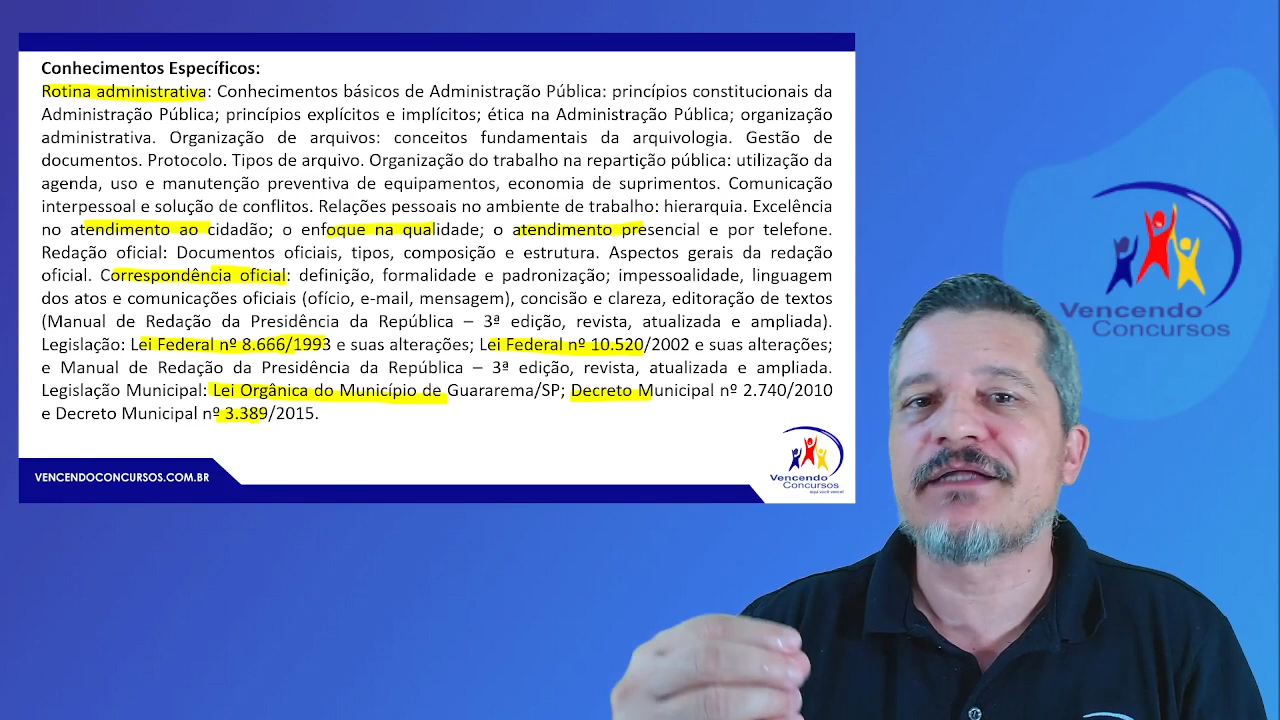 Conhecimentos Específicos:
Rotina administrativa: Conhecimentos básicos de Administração Pública: princípios constitucionais da
Administração Pública; princípios explícitos e implícitos; ética na Administração Pública; organização
administrativa. Organização de arquivos: conceitos fundamentais da arquivologia. Gestão de
documentos. Protocolo. Tipos de arquivo. Organização do trabalho na repartição pública: utilização da
agenda, uso e manutenção preventiva de equipamentos, economia de suprimentos. Comunicação
interpessoal e solução de conflitos. Relações pessoais no ambiente de trabalho: hierarquia. Excelência
no atendimento ao cidadão; o enfoque na qualidade; o atendimento presencial e por telefone.
Redação oficial: Documentos oficiais, tipos, composição e estrutura. Aspectos gerais da redação
oficial. Correspondência oficial: definição, formalidade e padronização; impessoalidade, linguagem
dos atos e comunicações oficiais (ofício, e-mail, mensagem), concisão e clareza, editoração de textos
(Manual de Redação da Presidência da República – 3ª edição, revista, atualizada e ampliada).
Legislação: Lei Federal nº 8.666/1993 e suas alterações; Lei Federal nº 10.520/2002 e suas alterações;
e Manual de Redação da Presidência da República – 3ª edição, revista, atualizada e ampliada.
Legislação Municipal: Lei Orgânica do Município de Guararema/SP; Decreto Municipal nº 2.740/2010
e Decreto Municipal nº 3.389/2015.
VENCENDOCONCURSOS.COM.BR
Vencendo
Concursos
aqui você vence!
Vencendo
Concursos